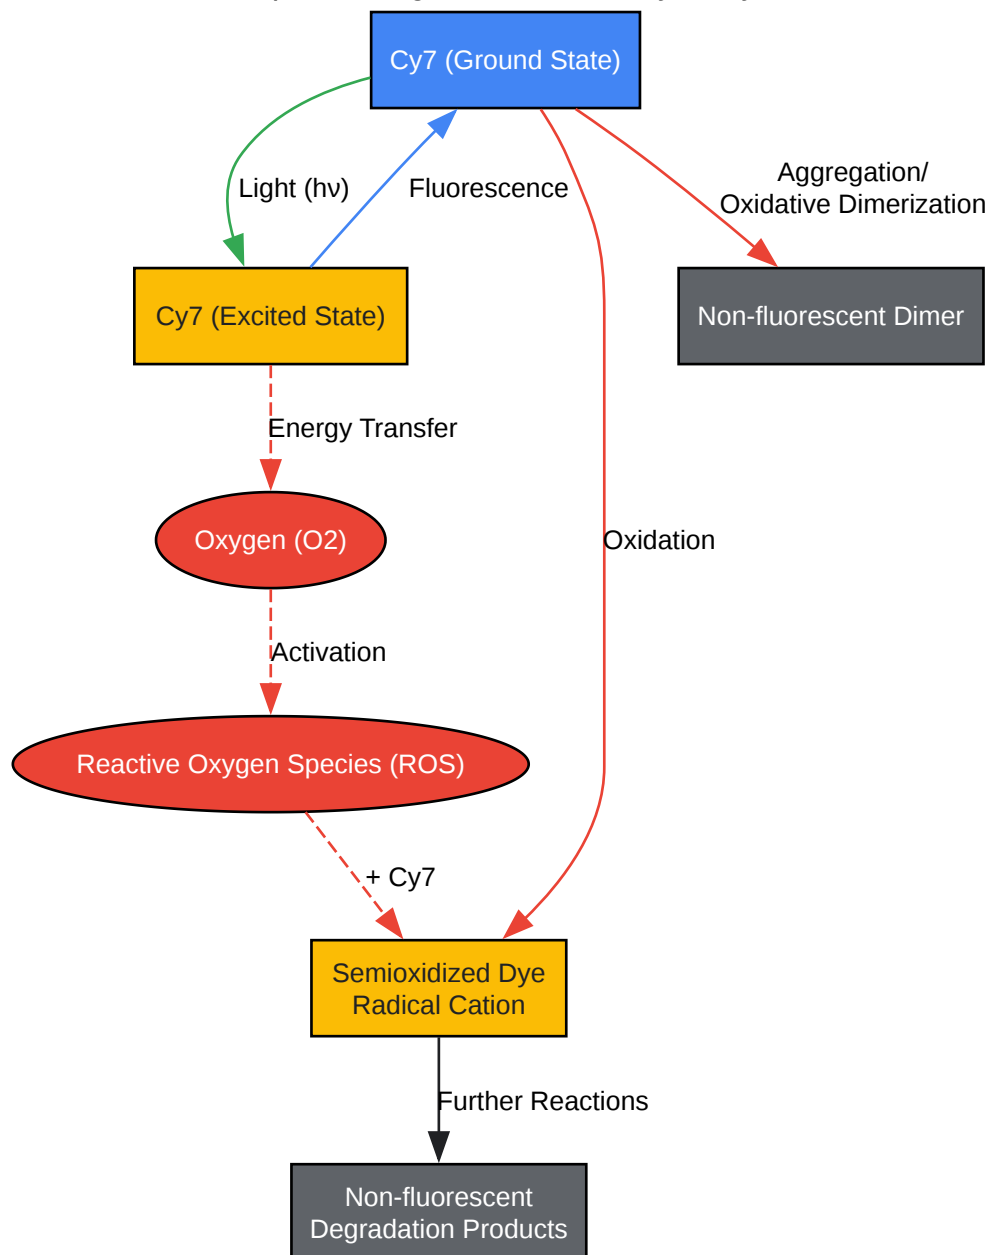 Cy7 (Ground State)
Light (hν)
Fluorescence
Aggregation/
Oxidative Dimerization
Cy7 (Excited State)
Non-fluorescent Dimer
Energy Transfer
Oxygen (O2)
Oxidation
Activation
Reactive Oxygen Species (ROS)
+ Cy7
Semioxidized Dye
Radical Cation
Further Reactions
Non-fluorescent
Degradation Products